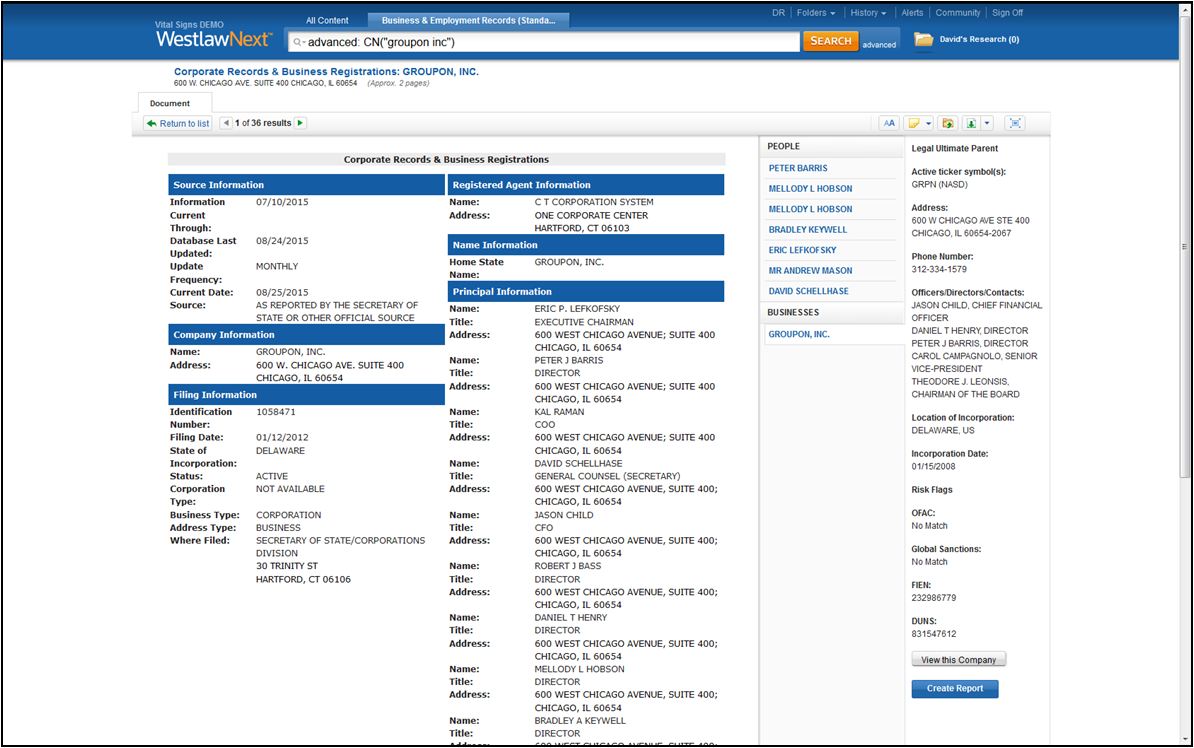 Vital Signs DEMO
WestlawNext™
All Content
Business & Employment Records (Standa...
DR
Folders
History
Alerts
Community
Sign Off
advanced: CN("groupon inc")
SEARCH
advanced
David's Research (0)
Corporate Records & Business Registrations: GROUPON, INC.
600 W. CHICAGO AVE. SUITE 400 CHICAGO, IL 60654 (Approx. 2 pages)
Document
Return to list
1 of 36 results
AA
Corporate Records & Business Registrations
Source Information
Information Current Through: 07/10/2015
Database Last Updated: 08/24/2015
Update Frequency: MONTHLY
Current Date: 08/25/2015
Source: AS REPORTED BY THE SECRETARY OF
STATE OR OTHER OFFICIAL SOURCE
Company Information
Name: GROUPON, INC.
Address: 600 W. CHICAGO AVE. SUITE 400
CHICAGO, IL 60654
Filing Information
Identification Number: 1058471
Filing Date: 01/12/2012
State of Incorporation: DELAWARE
Status: ACTIVE
Corporation Type: NOT AVAILABLE
Business Type: CORPORATION
Address Type: BUSINESS
Where Filed: SECRETARY OF STATE/CORPORATIONS
DIVISION
30 TRINITY ST
HARTFORD, CT 06106
Registered Agent Information
Name: C T CORPORATION SYSTEM
Address: ONE CORPORATE CENTER
HARTFORD, CT 06103
Name Information
Home State Name: GROUPON, INC.
Principal Information
Name: ERIC P. LEFKOFSKY
Title: EXECUTIVE CHAIRMAN
Address: 600 WEST CHICAGO AVENUE; SUITE 400
CHICAGO, IL 60654
Name: PETER J BARRIS
Title: DIRECTOR
Address: 600 WEST CHICAGO AVENUE; SUITE 400
CHICAGO, IL 60654
Name: KAL RAMAN
Title: COO
Address: 600 WEST CHICAGO AVENUE; SUITE 400
CHICAGO, IL 60654
Name: DAVID SCHELLHASE
Title: GENERAL COUNSEL (SECRETARY)
Address: 600 WEST CHICAGO AVENUE, SUITE 400;
CHICAGO, IL 60654
Name: JASON CHILD
Title: CFO
Address: 600 WEST CHICAGO AVENUE, SUITE 400;
CHICAGO, IL 60654
Name: ROBERT J BASS
Title: DIRECTOR
Address: 600 WEST CHICAGO AVENUE, SUITE 400;
CHICAGO, IL 60654
Name: DANIEL T HENRY
Title: DIRECTOR
Address: 600 WEST CHICAGO AVENUE, SUITE 400;
CHICAGO, IL 60654
Name: MELLODY L HOBSON
Title: DIRECTOR
Address: 600 WEST CHICAGO AVENUE, SUITE 400;
CHICAGO, IL 60654
Name: BRADLEY A KEYWELL
Title: DIRECTOR
Address: 600 WEST CHICAGO AVENUE, SUITE 400;
PEOPLE
PETER BARRIS
MELLODY L HOBSON
MELLODY L HOBSON
BRADLEY KEYWELL
ERIC LEFKOFSKY
MR ANDREW MASON
DAVID SCHELLHASE
BUSINESSES
GROUPON, INC.
Legal Ultimate Parent
Active ticker symbol(s):
GRPN (NASD)
Address:
600 W CHICAGO AVE STE 400
CHICAGO, IL 60654-2067
Phone Number:
312-334-1579
Officers/Directors/Contacts:
JASON CHILD, CHIEF FINANCIAL
OFFICER
DANIEL T HENRY, DIRECTOR
PETER J BARRIS, DIRECTOR
CAROL CAMPAGNOLO, SENIOR
VICE-PRESIDENT
THEODORE J. LEONSIS,
CHAIRMAN OF THE BOARD
Location of Incorporation:
DELAWARE, US
Incorporation Date:
01/15/2008
Risk Flags
OFAC:
No Match
Global Sanctions:
No Match
FIEN:
232986779
DUNS:
831547612
View this Company
Create Report